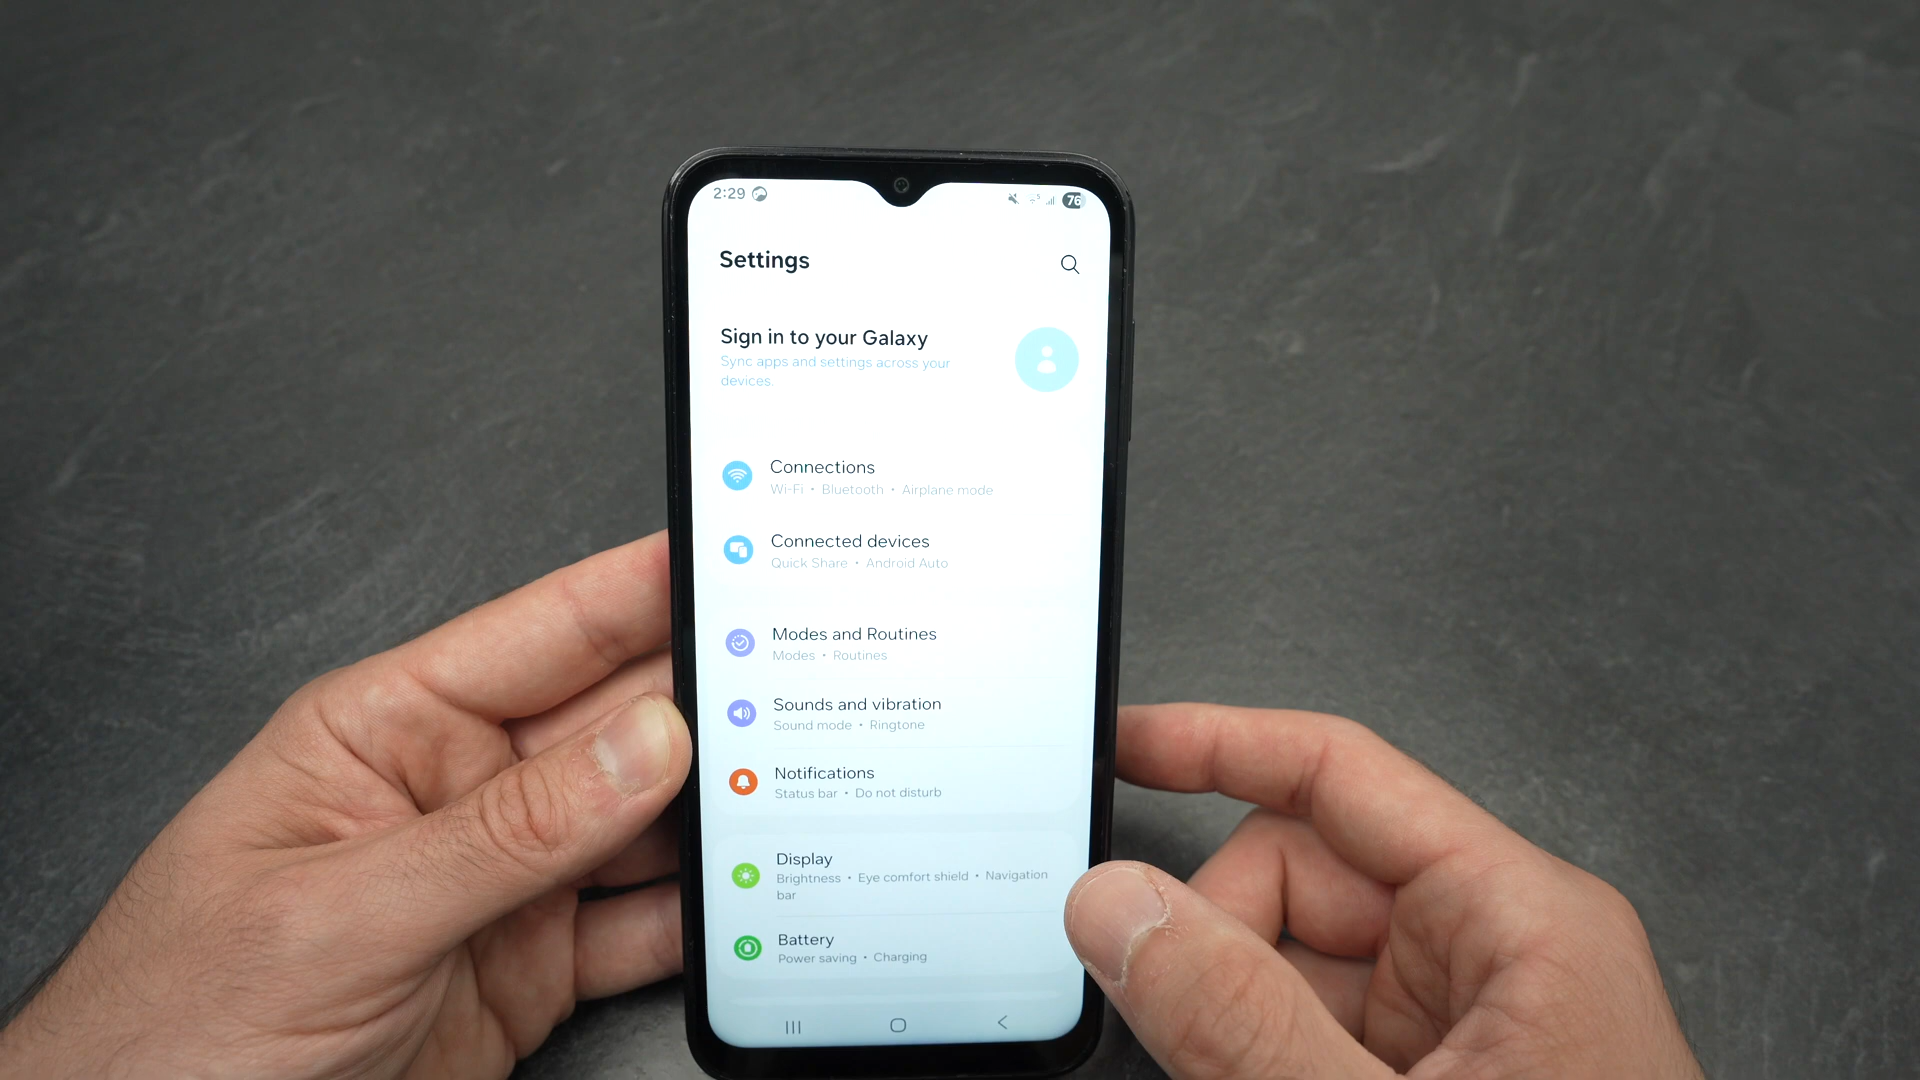 2:29
76
Settings
Sign in to your Galaxy
Sync apps and settings across your
devices.
Connections
Wi-Fi • Bluetooth • Airplane mode
Connected devices
Quick Share • Android Auto
Modes and Routines
Modes • Routines
Sounds and vibration
Sound mode • Ringtone
Notifications
Status bar • Do not disturb
Display
Brightness • Eye comfort shield • Navigation
bar
Battery
Power saving • Charging